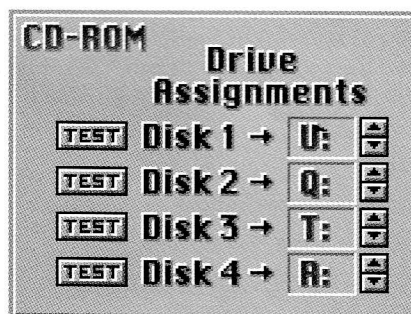 CD-ROM
Drive
Assignments
TEST Disk 1 → U:
TEST Disk 2 → Q:
TEST Disk 3 → T:
TEST Disk 4 → R: